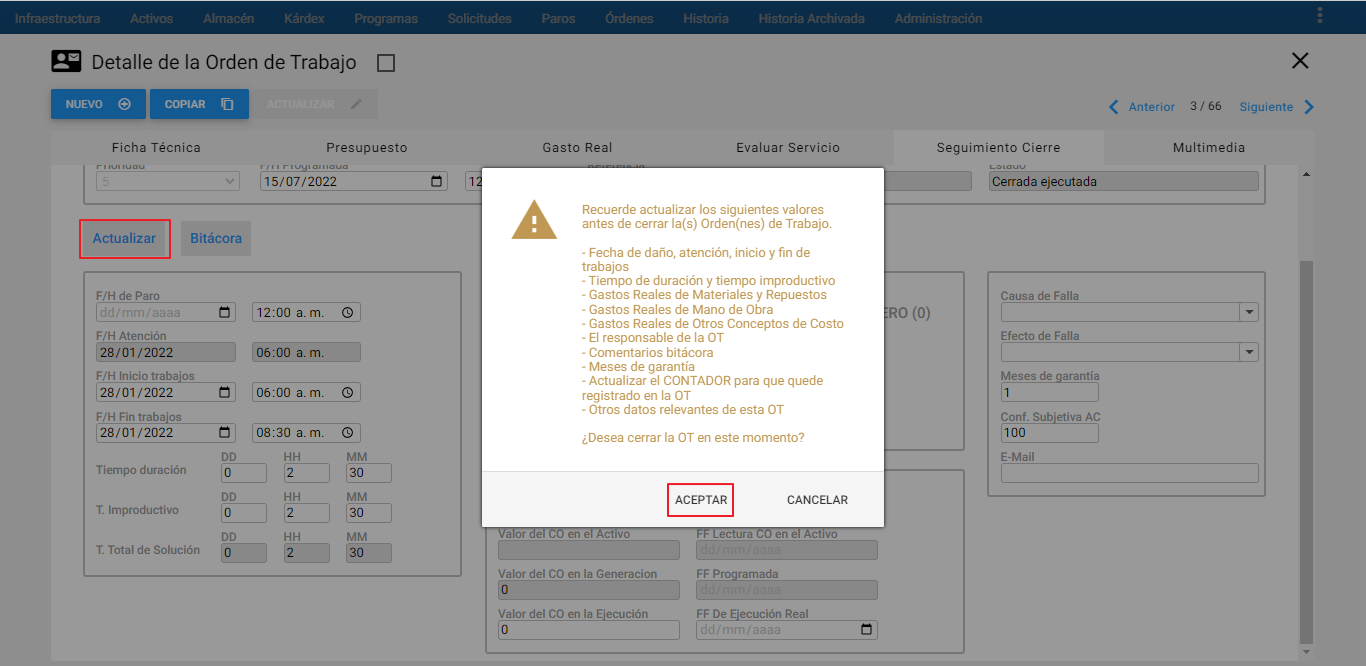 Infraestructura Activos Almacén Kárdex Programas Solicitudes Paros Órdenes Historia Historia Archivada Administración
Detalle de la Orden de Trabajo
NUEVO COPIAR ACTUALIZAR
Anterior 3 / 66 Siguiente
Ficha Técnica Presupuesto Gasto Real Evaluar Servicio Seguimiento Cierre Multimedia
Prioridad F/H Programada Referencia Estado
5 15/07/2022 12 Cerrada ejecutada
Actualizar Bitácora
Recuerde actualizar los siguientes valores
antes de cerrar la(s) Orden(nes) de Trabajo.
- Fecha de daño, atención, inicio y fin de
trabajos
- Tiempo de duración y tiempo improductivo
- Gastos Reales de Materiales y Repuestos
- Gastos Reales de Mano de Obra
- Gastos Reales de Otros Conceptos de Costo
- El responsable de la OT
- Comentarios bitácora
- Meses de garantía
- Actualizar el CONTADOR para que quede
registrado en la OT
- Otros datos relevantes de esta OT
¿Desea cerrar la OT en este momento?
ACEPTAR CANCELAR
F/H de Paro
dd/mm/aaaa 12:00 a. m.
F/H Atención
28/01/2022 06:00 a. m.
F/H Inicio trabajos
28/01/2022 06:00 a. m.
F/H Fin trabajos
28/01/2022 08:30 a. m.
DD HH MM
Tiempo duración 0 2 30
DD HH MM
T. Improductivo 0 2 30
DD HH MM
T. Total de Solución 0 2 30
ERO (0)
Valor del CO en el Activo FF Lectura CO en el Activo
dd/mm/aaaa
Valor del CO en la Generacion FF Programada
0 dd/mm/aaaa
Valor del CO en la Ejecución FF De Ejecución Real
0 dd/mm/aaaa
Causa de Falla
Efecto de Falla
Meses de garantía
1
Conf. Subjetiva AC
100
E-Mail